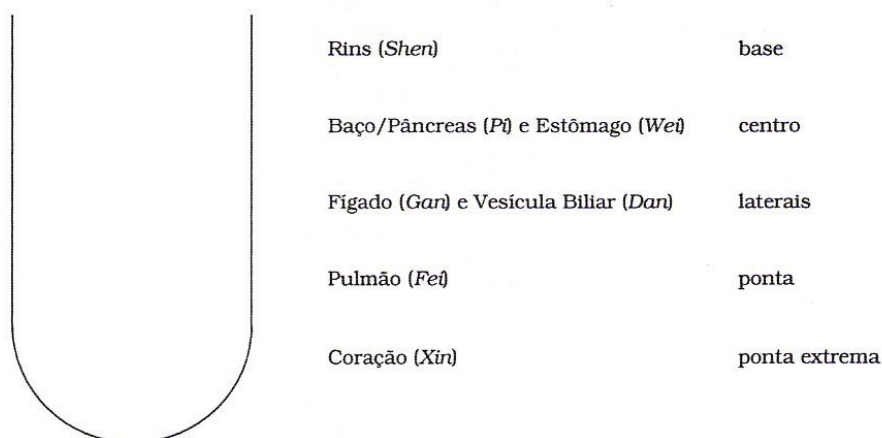 Rins (Shen) base
Baço/Pâncreas (Pi) e Estômago (Wei) centro
Fígado (Gan) e Vesícula Biliar (Dan) laterais
Pulmão (Fei) ponta
Coração (Xin) ponta extrema